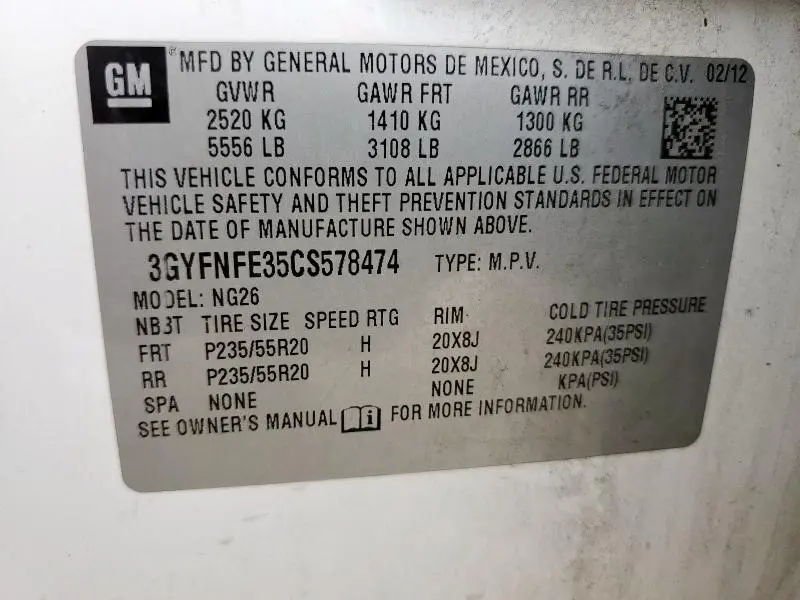 GM
® MFD BY GENERAL MOTORS DE MEXICO, S. DE R.L. DE C.V. 02/12
GVWR GAWR FRT GAWR RR
2520 KG 1410 KG 1300 KG
5556 LB 3108 LB 2866 LB
THIS VEHICLE CONFORMS TO ALL APPLICABLE U.S. FEDERAL MOTOR
VEHICLE SAFETY AND THEFT PREVENTION STANDARDS IN EFFECT ON
THE DATE OF MANUFACTURE SHOWN ABOVE.
3GYFNFE35CS578474 TYPE: M.P.V.
MODEL: NG26
NB3T TIRE SIZE SPEED RTG RIM COLD TIRE PRESSURE
FRT P235/55R20 H 20X8J 240KPA(35PSI)
RR P235/55R20 H 20X8J 240KPA(35PSI)
SPA NONE NONE KPA(PSI)
SEE OWNER'S MANUAL FOR MORE INFORMATION.